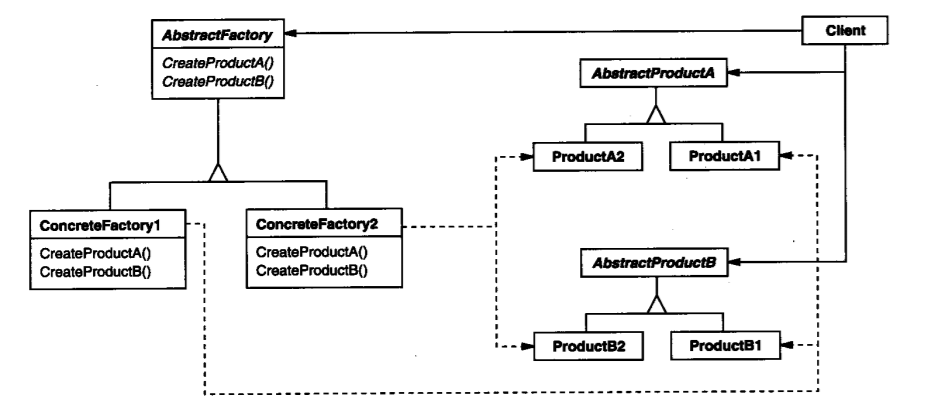 AbstractFactory
CreateProductA()
CreateProductB()
Client
AbstractProductA
ProductA2
ProductA1
ConcreteFactory1
CreateProductA()
CreateProductB()
ConcreteFactory2
CreateProductA()
CreateProductB()
AbstractProductB
ProductB2
ProductB1